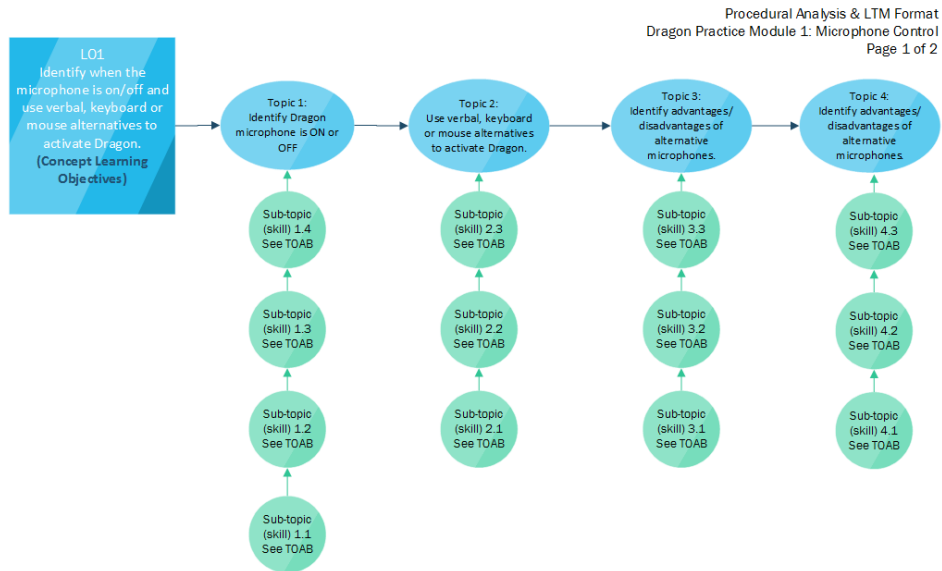 Procedural Analysis & LTM Format
Dragon Practice Module 1: Microphone Control
Page 1 of 2
LO1
Identify when the
microphone is on/off and
use verbal, keyboard or
mouse alternatives to
activate Dragon.
(Concept Learning
Objectives)
Topic 1:
Identify Dragon
microphone is ON or
OFF
Topic 2:
Use verbal, keyboard
or mouse alternatives
to activate Dragon.
Topic 3:
Identify advantages/
disadvantages of
alternative
microphones.
Topic 4:
Identify advantages/
disadvantages of
alternative
microphones.
Sub-topic
(skill) 1.4
See TOAB
Sub-topic
(skill) 2.3
See TOAB
Sub-topic
(skill) 3.3
See TOAB
Sub-topic
(skill) 4.3
See TOAB
Sub-topic
(skill) 1.3
See TOAB
Sub-topic
(skill) 2.2
See TOAB
Sub-topic
(skill) 3.2
See TOAB
Sub-topic
(skill) 4.2
See TOAB
Sub-topic
(skill) 1.2
See TOAB
Sub-topic
(skill) 2.1
See TOAB
Sub-topic
(skill) 3.1
See TOAB
Sub-topic
(skill) 4.1
See TOAB
Sub-topic
(skill) 1.1
See TOAB